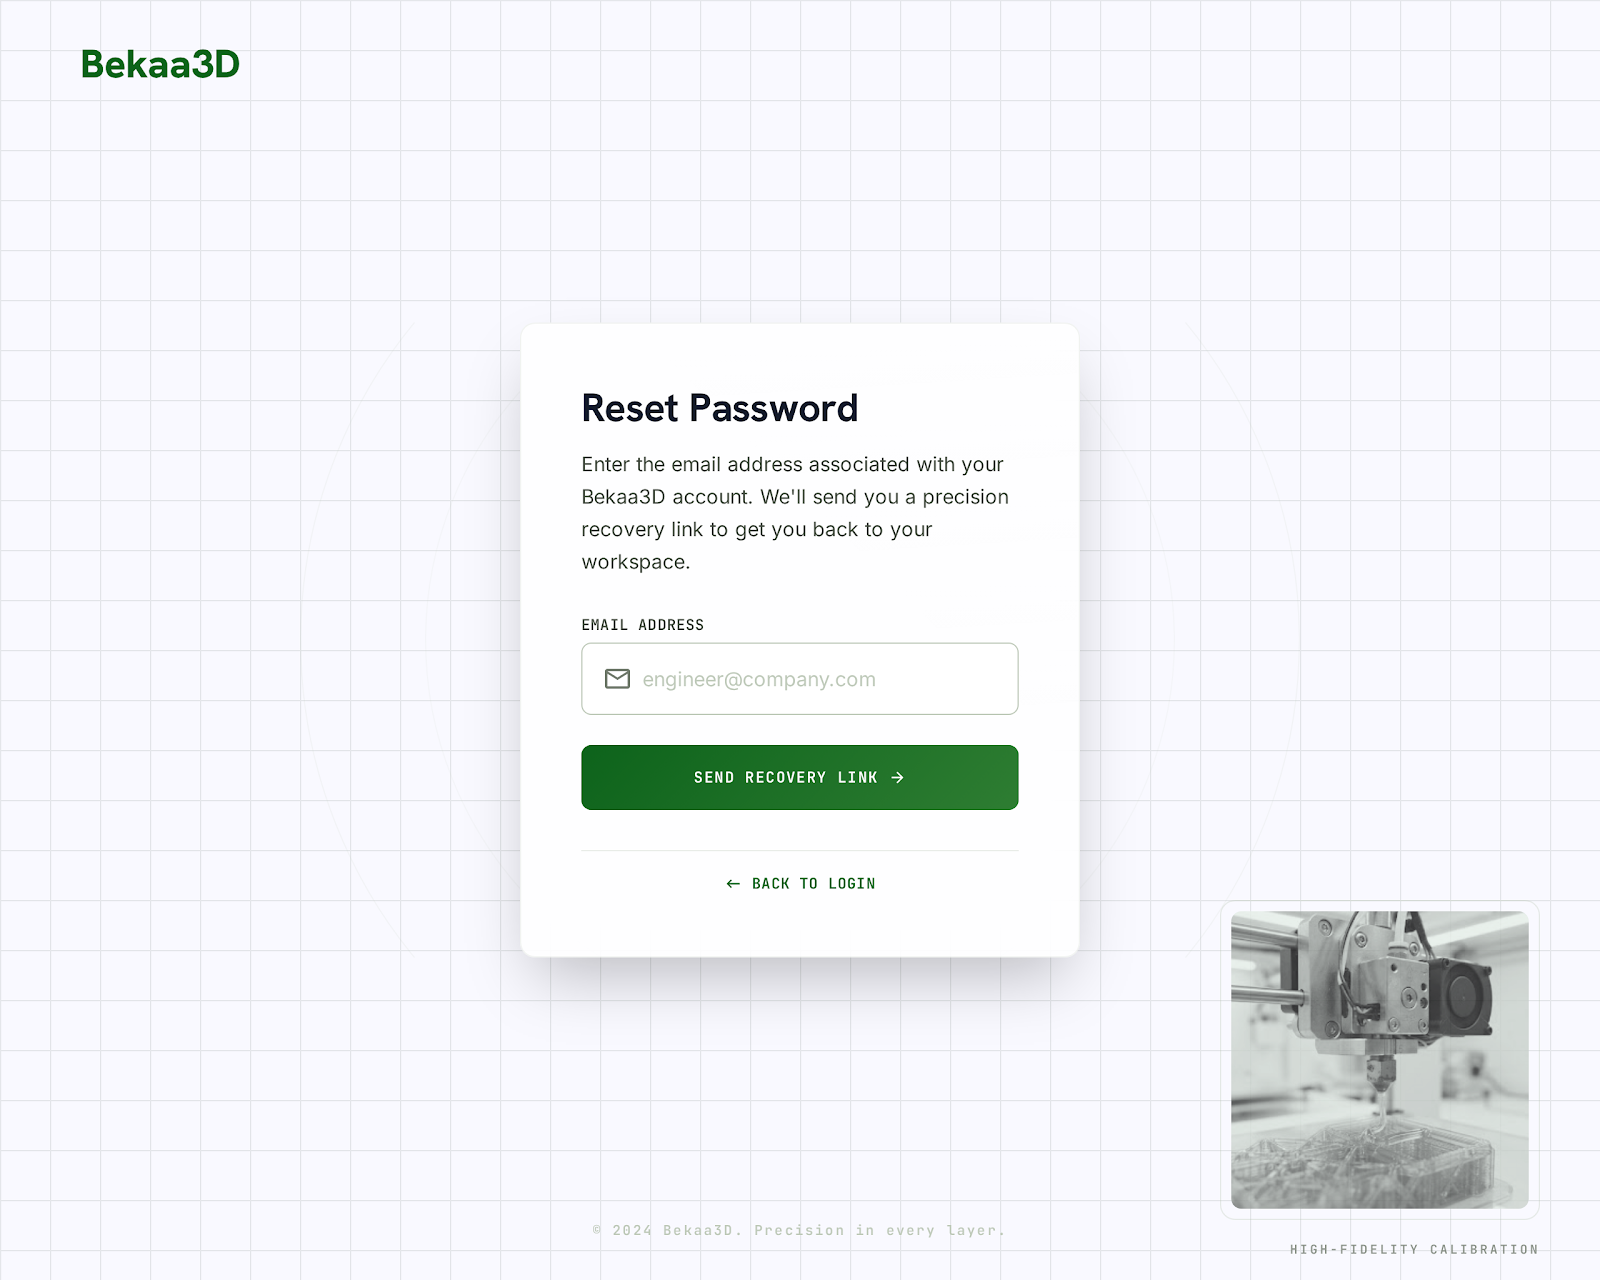 Bekaa3D
Reset Password
Enter the email address associated with your
Bekaa3D account. We'll send you a precision
recovery link to get you back to your
workspace.
EMAIL ADDRESS
engineer@company.com
SEND RECOVERY LINK →
← BACK TO LOGIN
© 2024 Bekaa3D. Precision in every layer.
HIGH-FIDELITY CALIBRATION